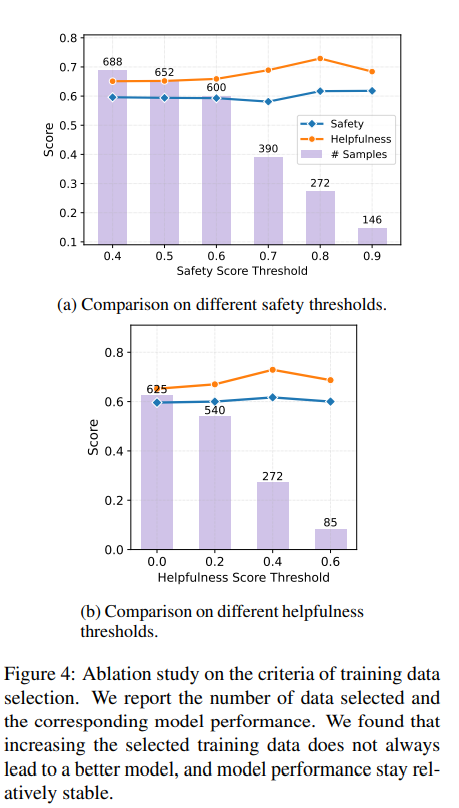 0.8
688
0.7
652
600
0.6
Score
0.5
Safety
Helpfulness
# Samples
0.4
390
0.3
272
0.2
146
0.1
0.4 0.5 0.6 0.7 0.8 0.9
Safety Score Threshold
(a) Comparison on different safety thresholds.
0.8
625
0.6
540
Score
0.4
272
0.2
85
0.0
0.0 0.2 0.4 0.6
Helpfulness Score Threshold
(b) Comparison on different helpfulness
thresholds.
Figure 4: Ablation study on the criteria of training data
selection. We report the number of data selected and
the corresponding model performance. We found that
increasing the selected training data does not always
lead to a better model, and model performance stay rel-
atively stable.